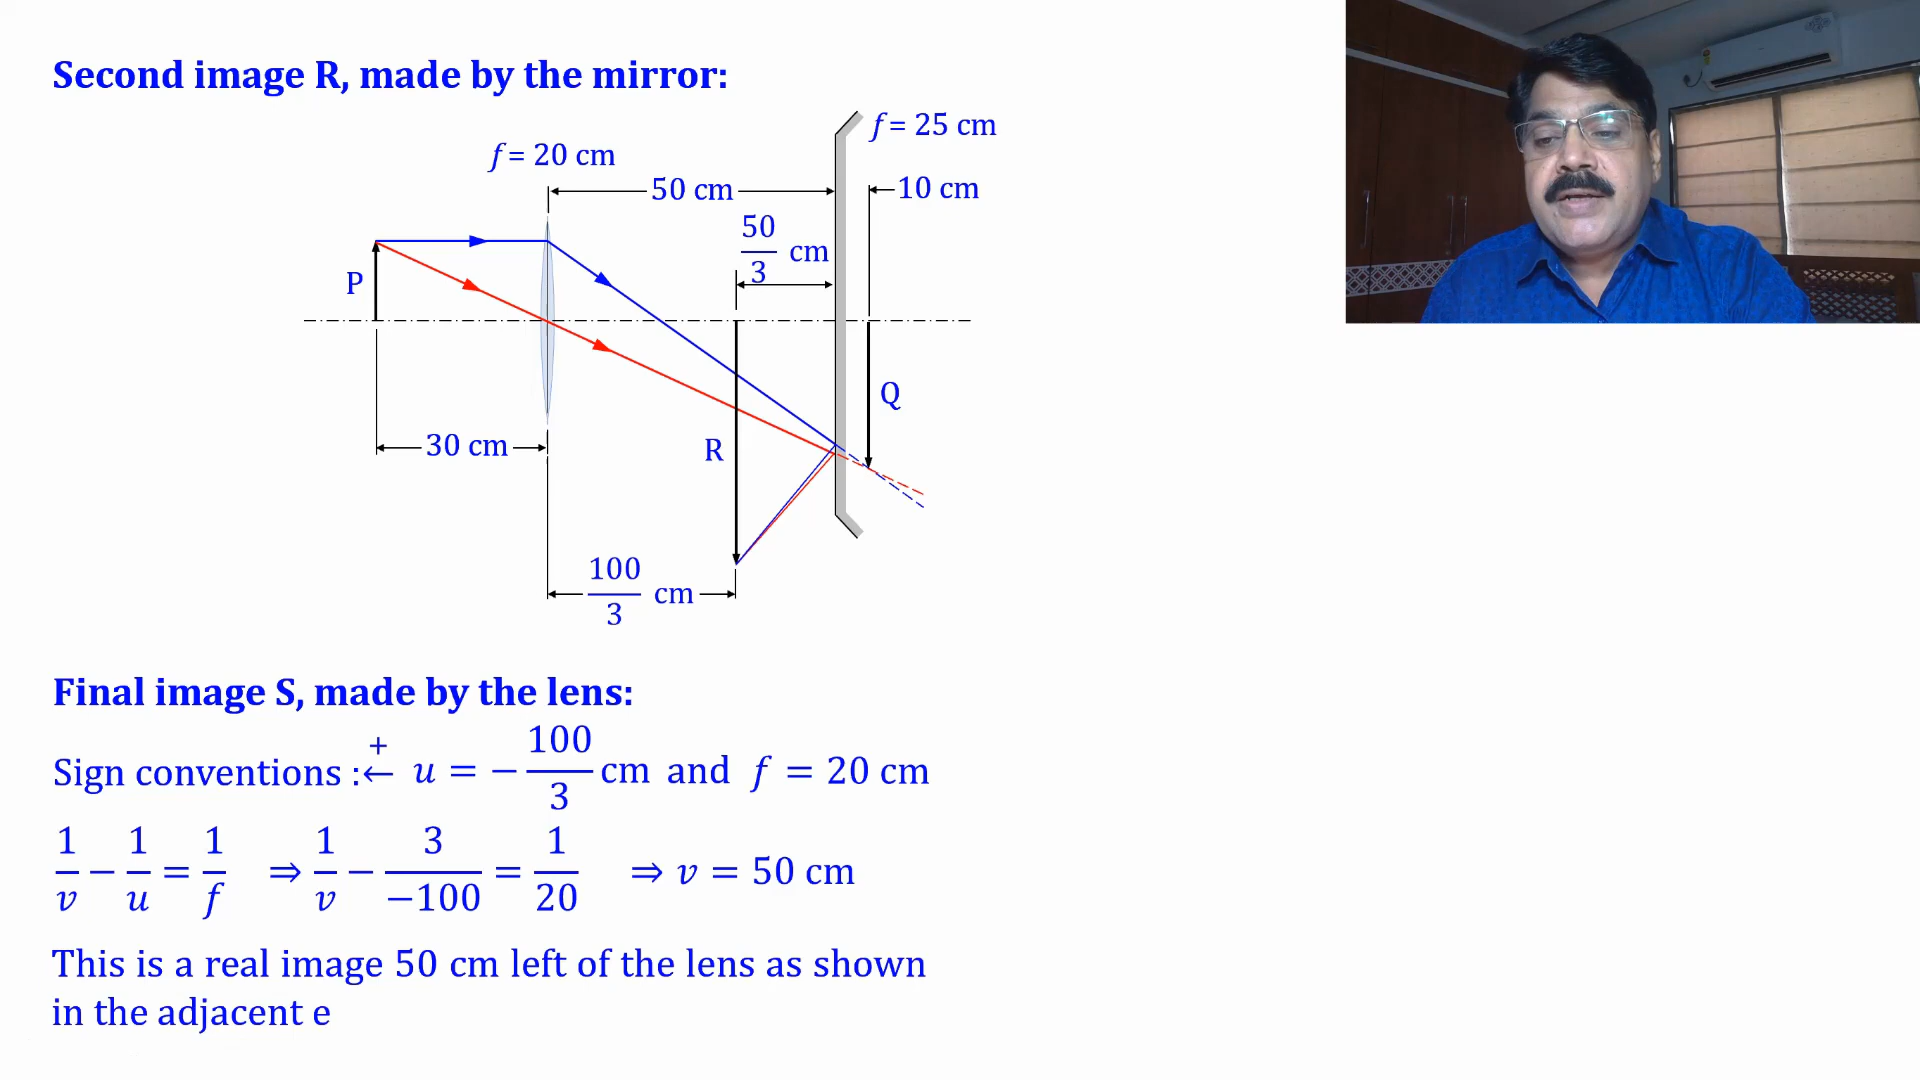 Second image R, made by the mirror:
f = 25 cm
f = 20 cm
50 cm
10 cm
50/3 cm
P
Q
30 cm
R
100/3 cm
Final image S, made by the lens:
Sign conventions :←+ u = −100/3 cm and f = 20 cm
1/v − 1/u = 1/f ⇒ 1/v − 3/−100 = 1/20 ⇒ v = 50 cm
This is a real image 50 cm left of the lens as shown
in the adjacent e